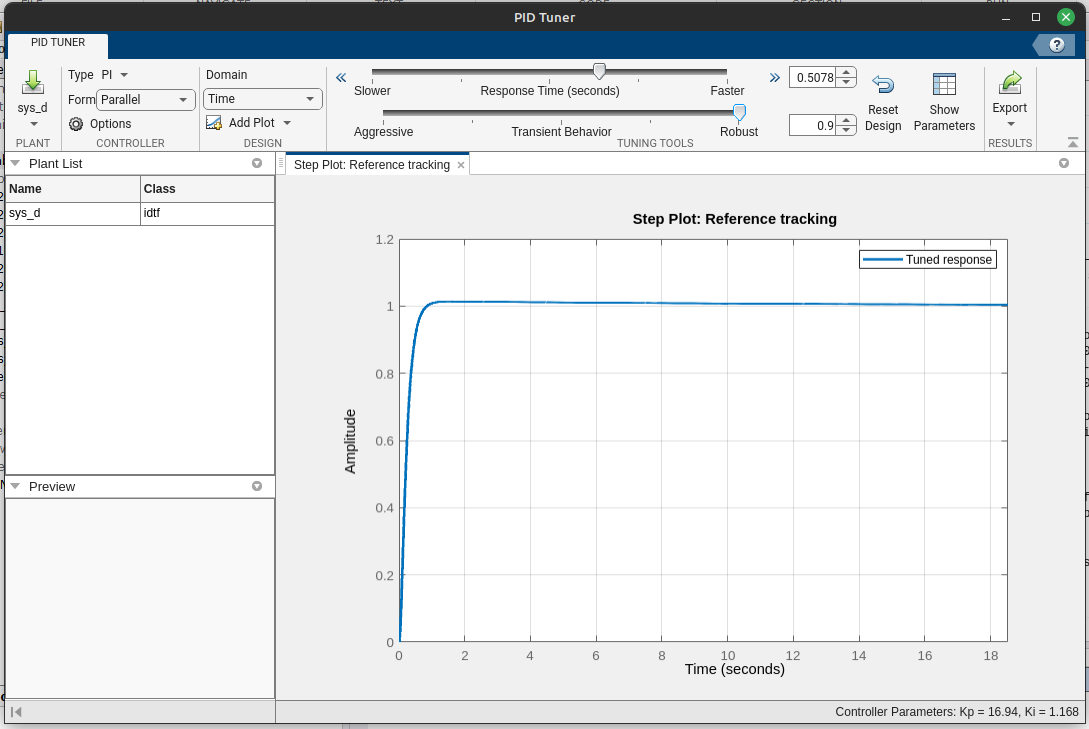 PID Tuner
PID TUNER
sys_d
PLANT
Type PI
Form Parallel
Options
CONTROLLER
Domain
Time
Add Plot
DESIGN
Slower Response Time (seconds) Faster
Aggressive Transient Behavior Robust
0.5078
0.9
TUNING TOOLS
Reset Design
Show Parameters
Export
RESULTS
Plant List
Name Class
sys_d idtf
Preview
Step Plot: Reference tracking
Step Plot: Reference tracking
Tuned response
Amplitude
1.2
1
0.8
0.6
0.4
0.2
0
0 2 4 6 8 10 12 14 16 18
Time (seconds)
Controller Parameters: Kp = 16.94, Ki = 1.168